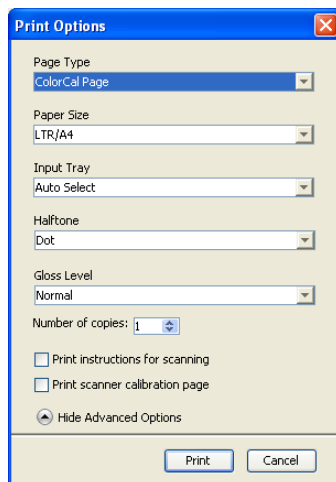 Print Options
Page Type
ColorCal Page
Paper Size
LTR/A4
Input Tray
Auto Select
Halftone
Dot
Gloss Level
Normal
Number of copies: 1
Print instructions for scanning
Print scanner calibration page
Hide Advanced Options
Print Cancel